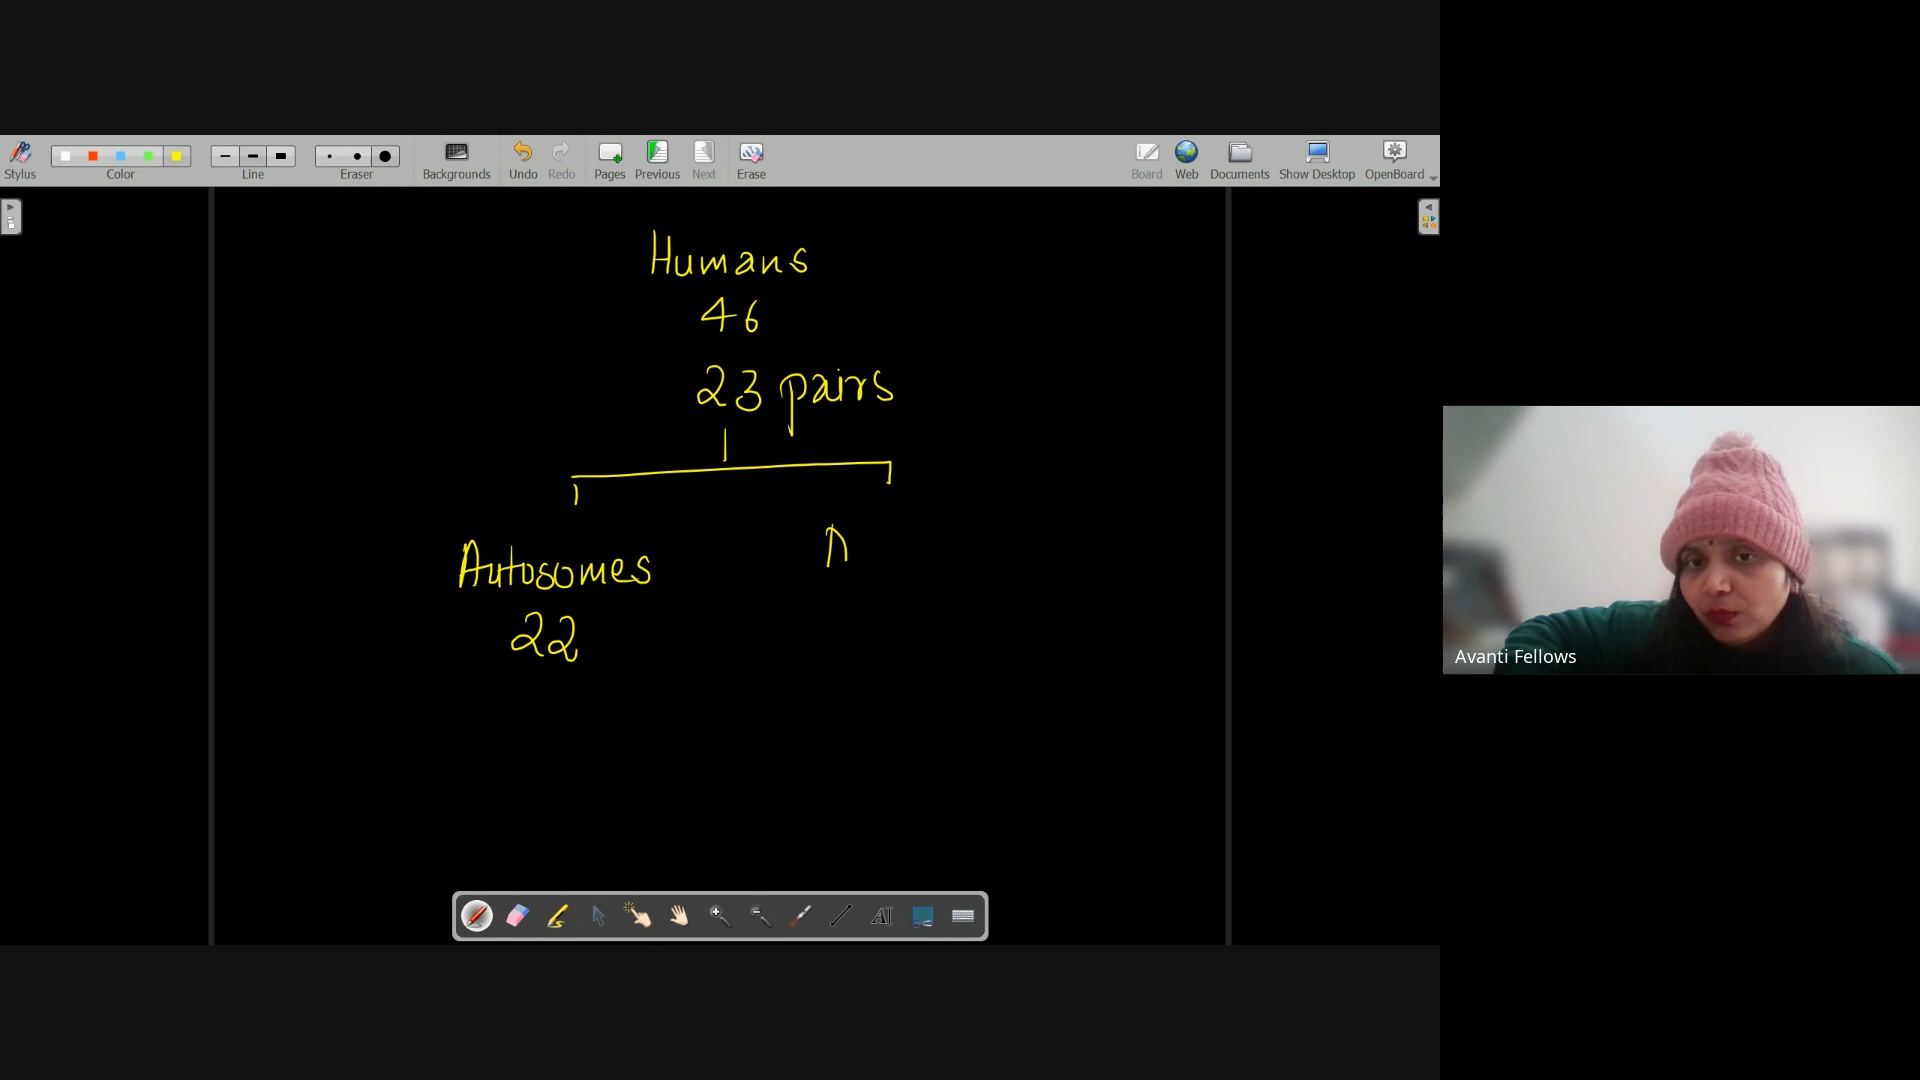 Stylus
Color
Line
Eraser
Backgrounds
Undo
Redo
Pages
Previous
Next
Erase
Board
Web
Documents
Show Desktop
OpenBoard
Humans
46
23 pairs
Autosomes
22
AI
Avanti Fellows